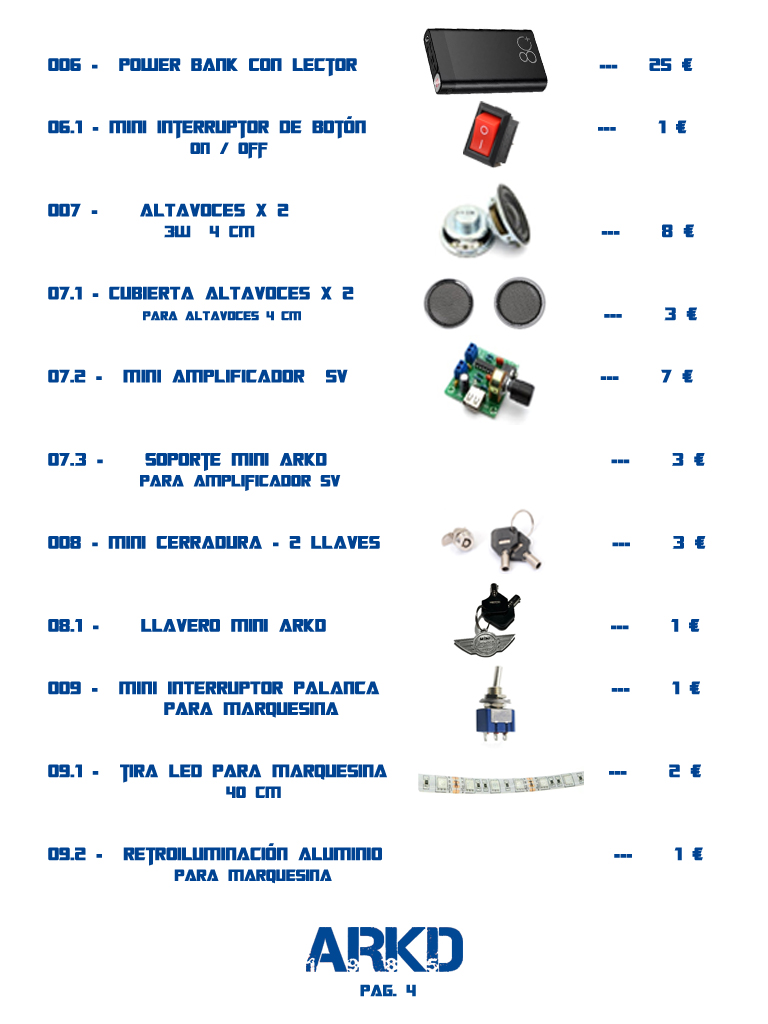 006 - POWER BANK CON LECTOR --- 25 €
06.1 - MINI INTERRUPTOR DE BOTÓN --- 1 €
ON / OFF
007 - ALTAVOCES X 2
3W 4 CM --- 8 €
07.1 - CUBIERTA ALTAVOCES X 2
PARA ALTAVOCES 4 CM --- 3 €
07.2 - MINI AMPLIFICADOR 5V --- 7 €
07.3 - SOPORTE MINI ARKD --- 3 €
PARA AMPLIFICADOR 5V
008 - MINI CERRADURA - 2 LLAVES --- 3 €
08.1 - LLAVERO MINI ARKD --- 1 €
009 - MINI INTERRUPTOR PALANCA --- 1 €
PARA MARQUESINA
09.1 - TIRA LED PARA MARQUESINA --- 2 €
40 CM
09.2 - RETROILUMINACIÓN ALUMINIO --- 1 €
PARA MARQUESINA
ARKD
1985
PAG. 4